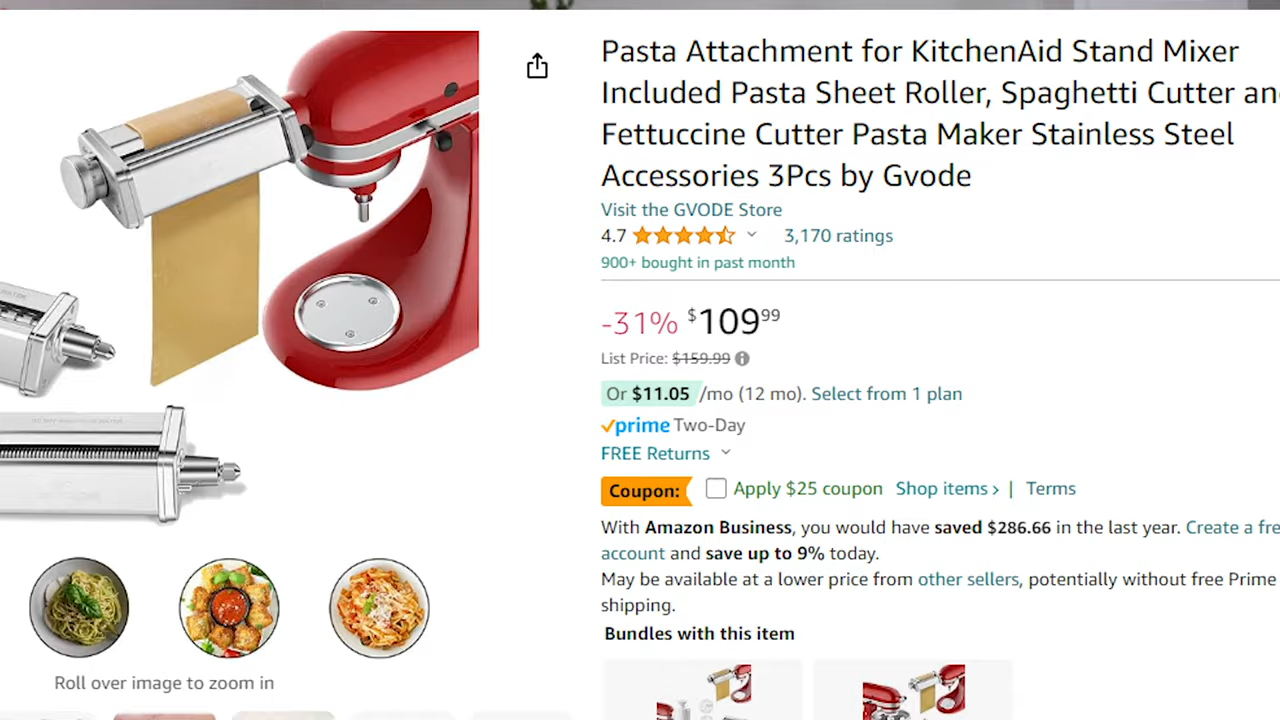 Pasta Attachment for KitchenAid Stand Mixer
Included Pasta Sheet Roller, Spaghetti Cutter an
Fettuccine Cutter Pasta Maker Stainless Steel
Accessories 3Pcs by Gvode
Visit the GVODE Store
4.7 3,170 ratings
900+ bought in past month
-31% $109 99
List Price: $159.99
Or $11.05 /mo (12 mo). Select from 1 plan
prime Two-Day
FREE Returns
Coupon: Apply $25 coupon Shop items › | Terms
With Amazon Business, you would have saved $286.66 in the last year. Create a fre
account and save up to 9% today.
May be available at a lower price from other sellers, potentially without free Prime
shipping.
Bundles with this item
Roll over image to zoom in